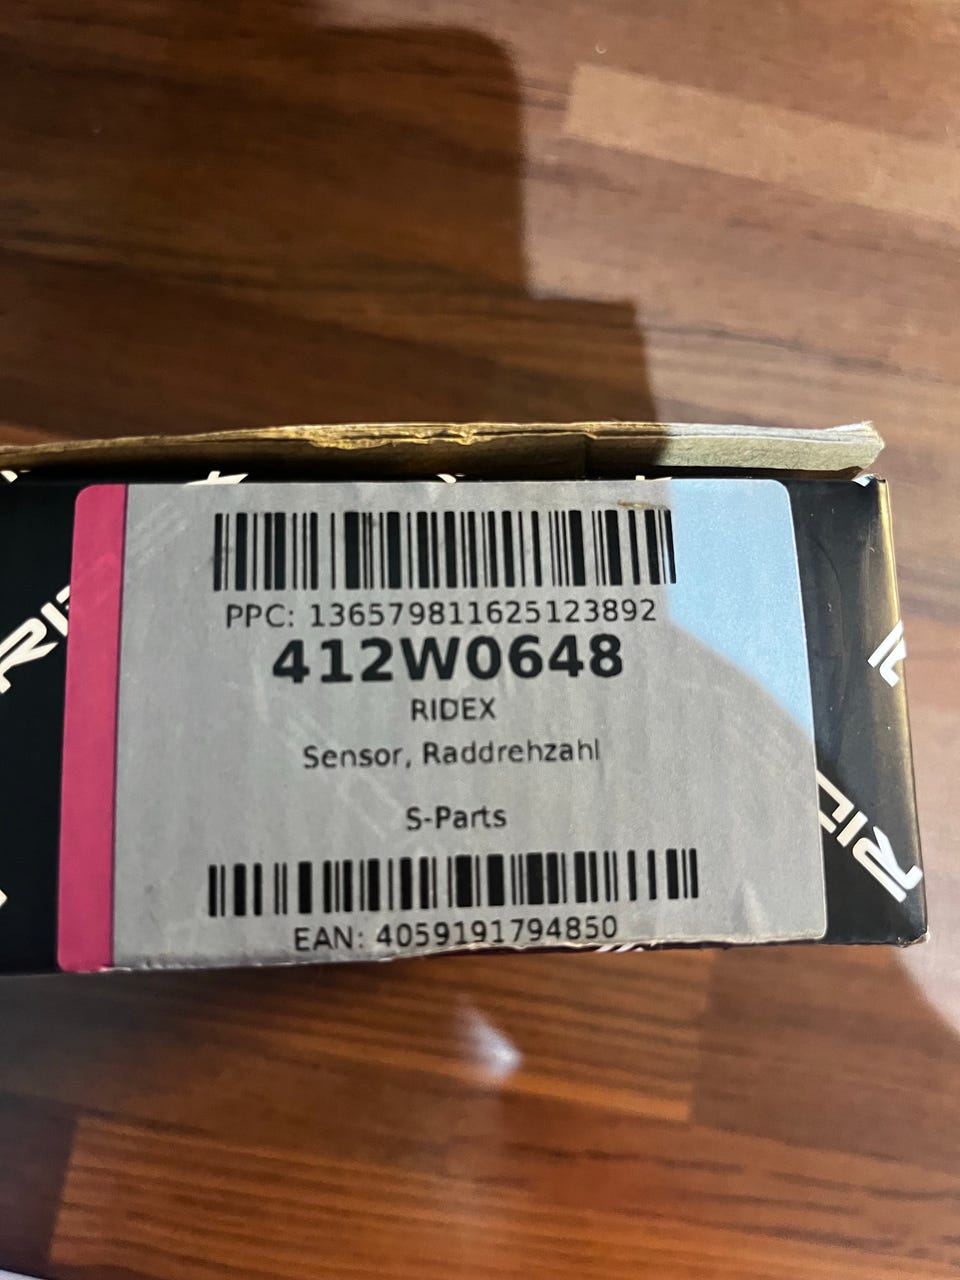 PPC: 136579811625123892
412W0648
RIDEX
Sensor, Raddrehzahl
S-Parts
EAN: 4059191794850